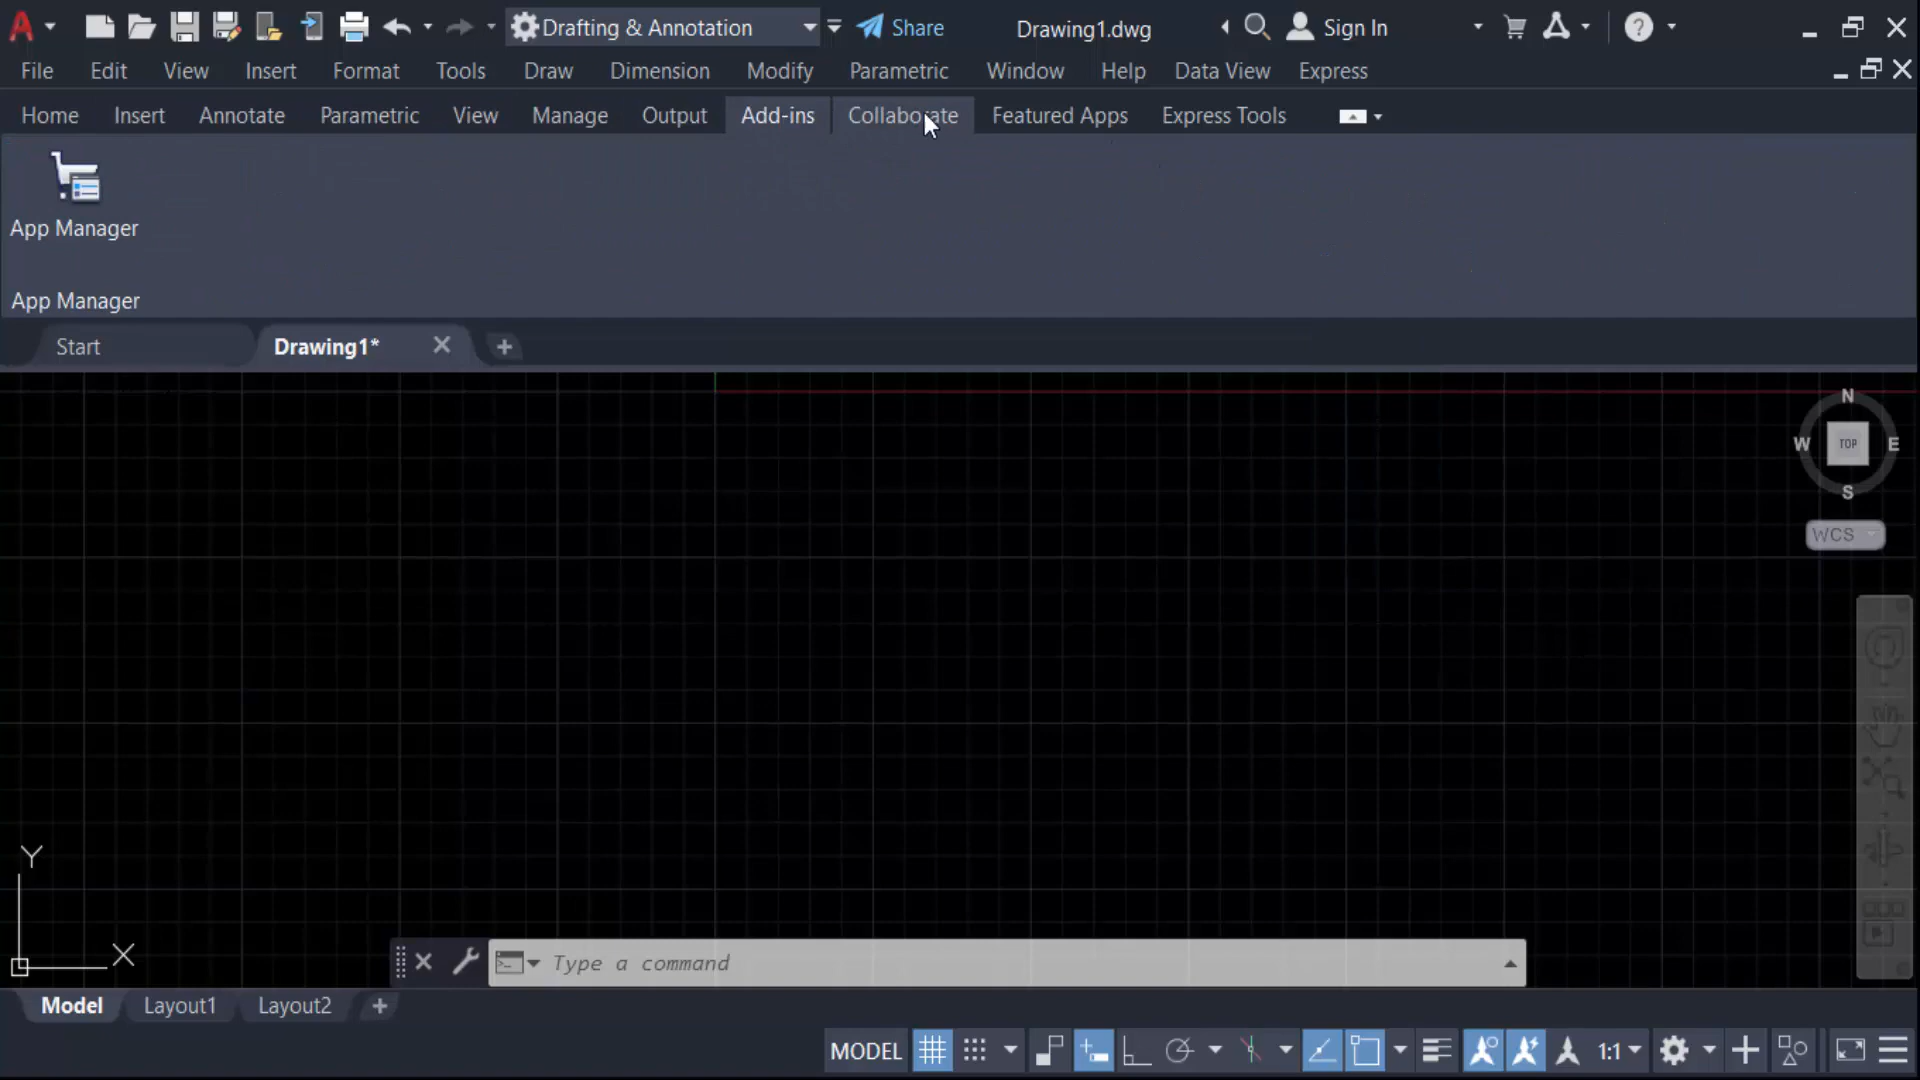 Drafting & Annotation Share Drawing1.dwg Sign In
File Edit View Insert Format Tools Draw Dimension Modify Parametric Window Help Data View Express
Home Insert Annotate Parametric View Manage Output Add-ins Collaborate Featured Apps Express Tools
App Manager
App Manager
Start Drawing1*
N
W TOP E
S
WCS
Y
X
Type a command
Model Layout1 Layout2
MODEL 1:1